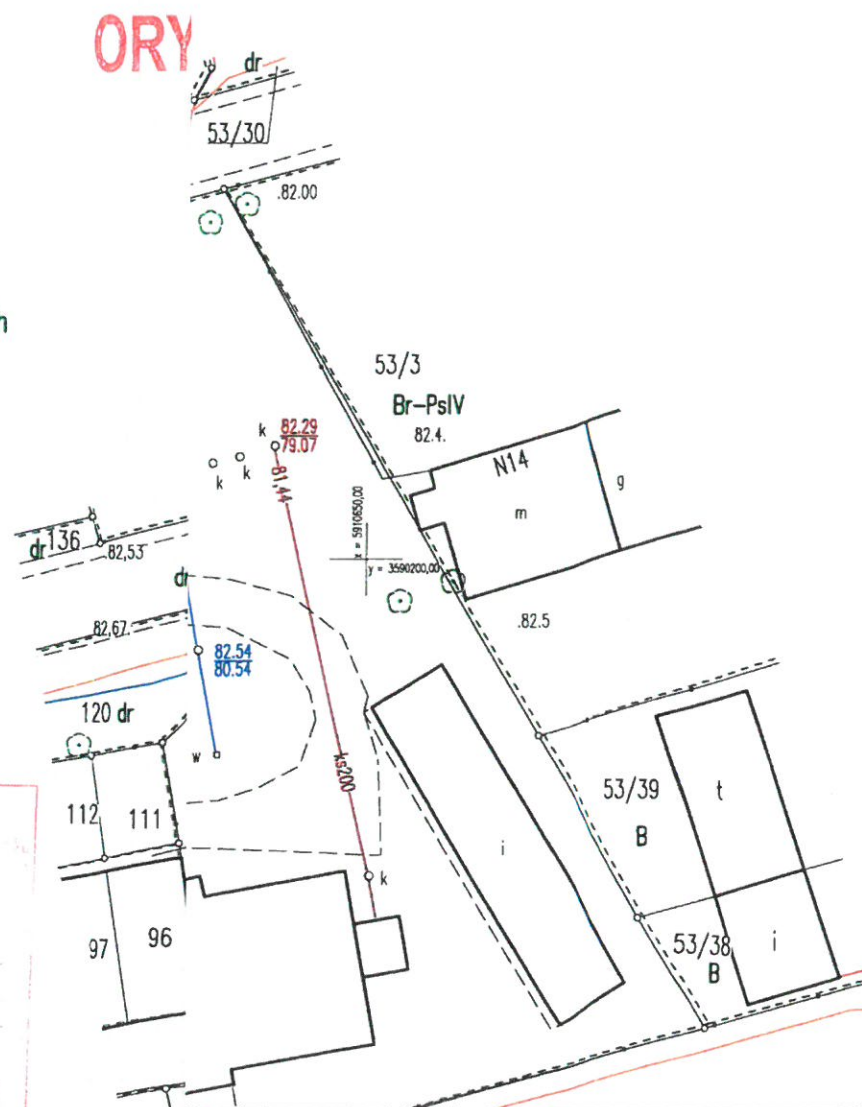 ORY
dr
53/30
.82.00
n
53/3
Br-PsIV
82.4.
N14
m
g
k
82.29
79.07
k
k
81,44
x = 5910650,00
y = 3590200,00
dr
136
82,53
dr
82,67.
.82.5
82.54
80.54
120 dr
w
ks200
53/39
t
B
112
111
i
k
97
96
53/38
B
i